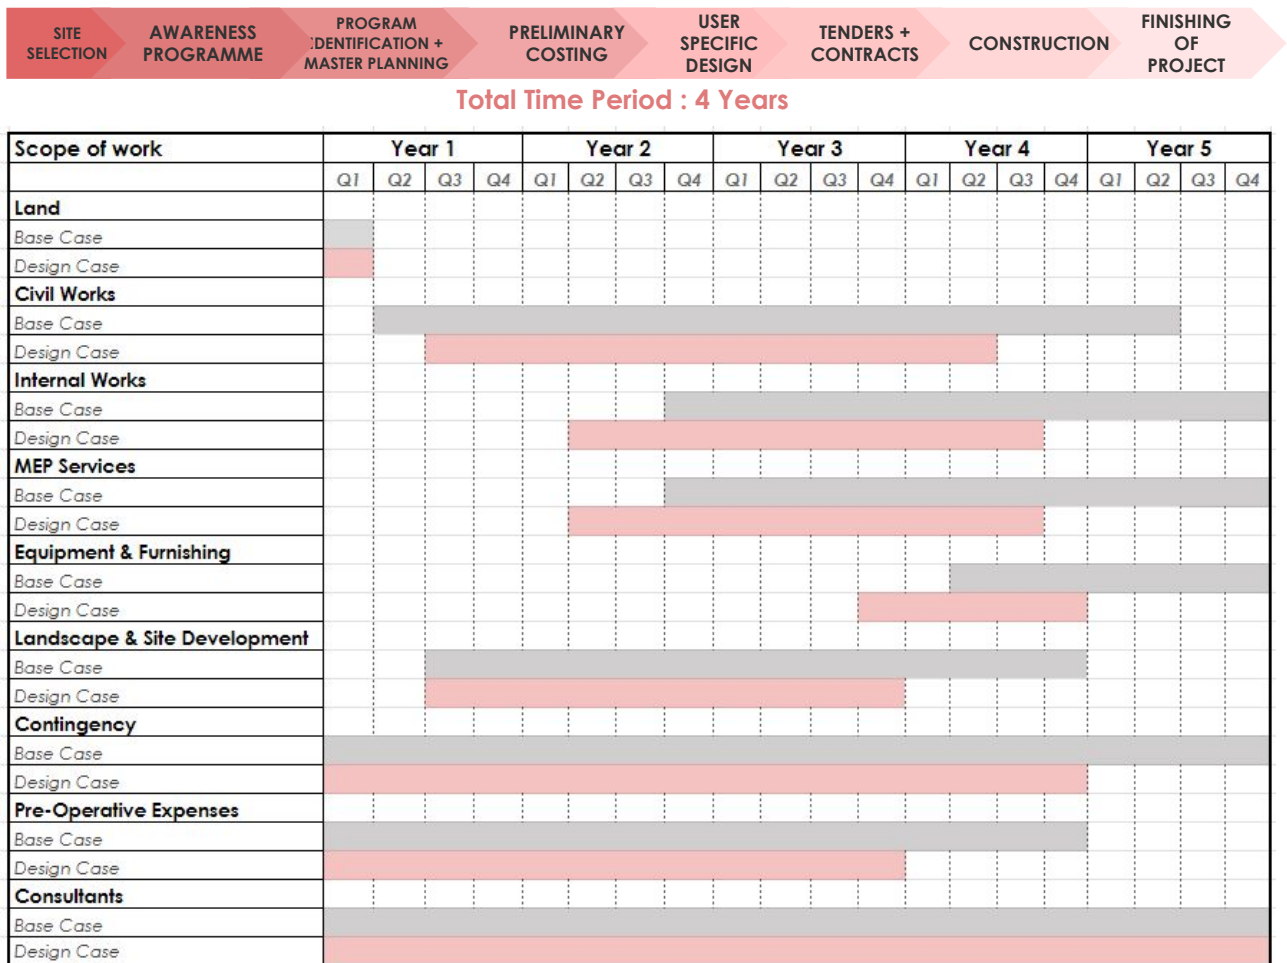 SITE
SELECTION
AWARENESS
PROGRAMME
PROGRAM
IDENTIFICATION +
MASTER PLANNING
PRELIMINARY
COSTING
USER
SPECIFIC
DESIGN
TENDERS +
CONTRACTS
CONSTRUCTION
FINISHING
OF
PROJECT
Total Time Period : 4 Years
Scope of work Year 1 Year 2 Year 3 Year 4 Year 5
Q1 Q2 Q3 Q4 Q1 Q2 Q3 Q4 Q1 Q2 Q3 Q4 Q1 Q2 Q3 Q4 Q1 Q2 Q3 Q4
Land
Base Case
Design Case
Civil Works
Base Case
Design Case
Internal Works
Base Case
Design Case
MEP Services
Base Case
Design Case
Equipment & Furnishing
Base Case
Design Case
Landscape & Site Development
Base Case
Design Case
Contingency
Base Case
Design Case
Pre-Operative Expenses
Base Case
Design Case
Consultants
Base Case
Design Case